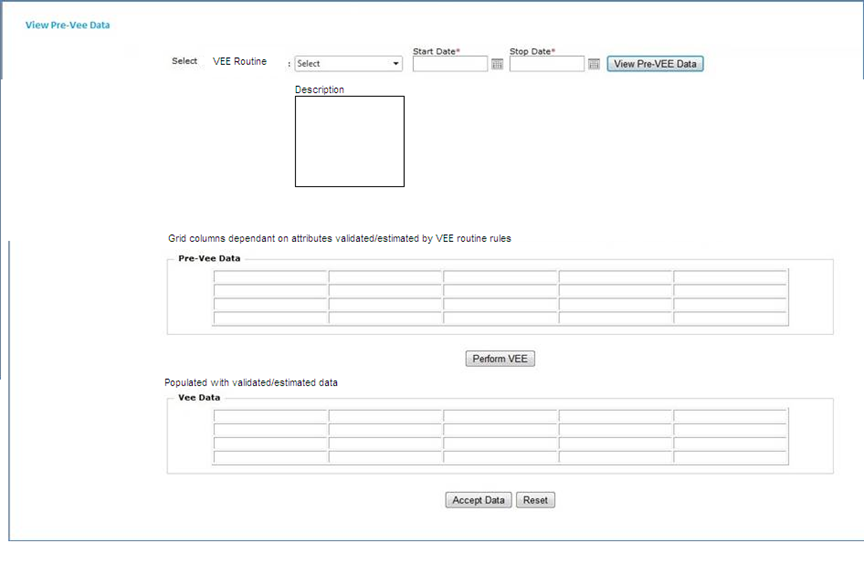 View Pre-Vee Data
Start Date* Stop Date*
Select VEE Routine : Select View Pre-VEE Data
Description
Grid columns dependant on attributes validated/estimated by VEE routine rules
Pre-Vee Data
Perform VEE
Populated with validated/estimated data
Vee Data
Accept Data Reset